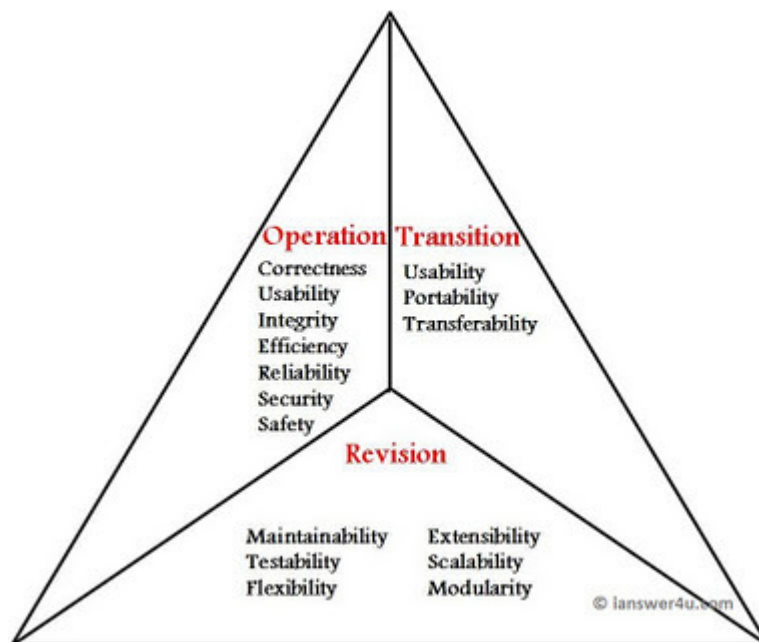 Operation
Correctness
Usability
Integrity
Efficiency
Reliability
Security
Safety
Transition
Usability
Portability
Transferability
Revision
Maintainability
Testability
Flexibility
Extensibility
Scalability
Modularity
© ianswer4u.com